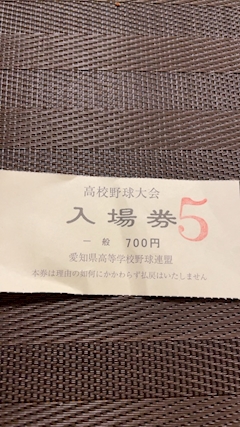 高校野球大会
入場券 5
一般 700円
愛知県高等学校野球連盟
本券は理由の如何にかかわらず払戻はいたしません